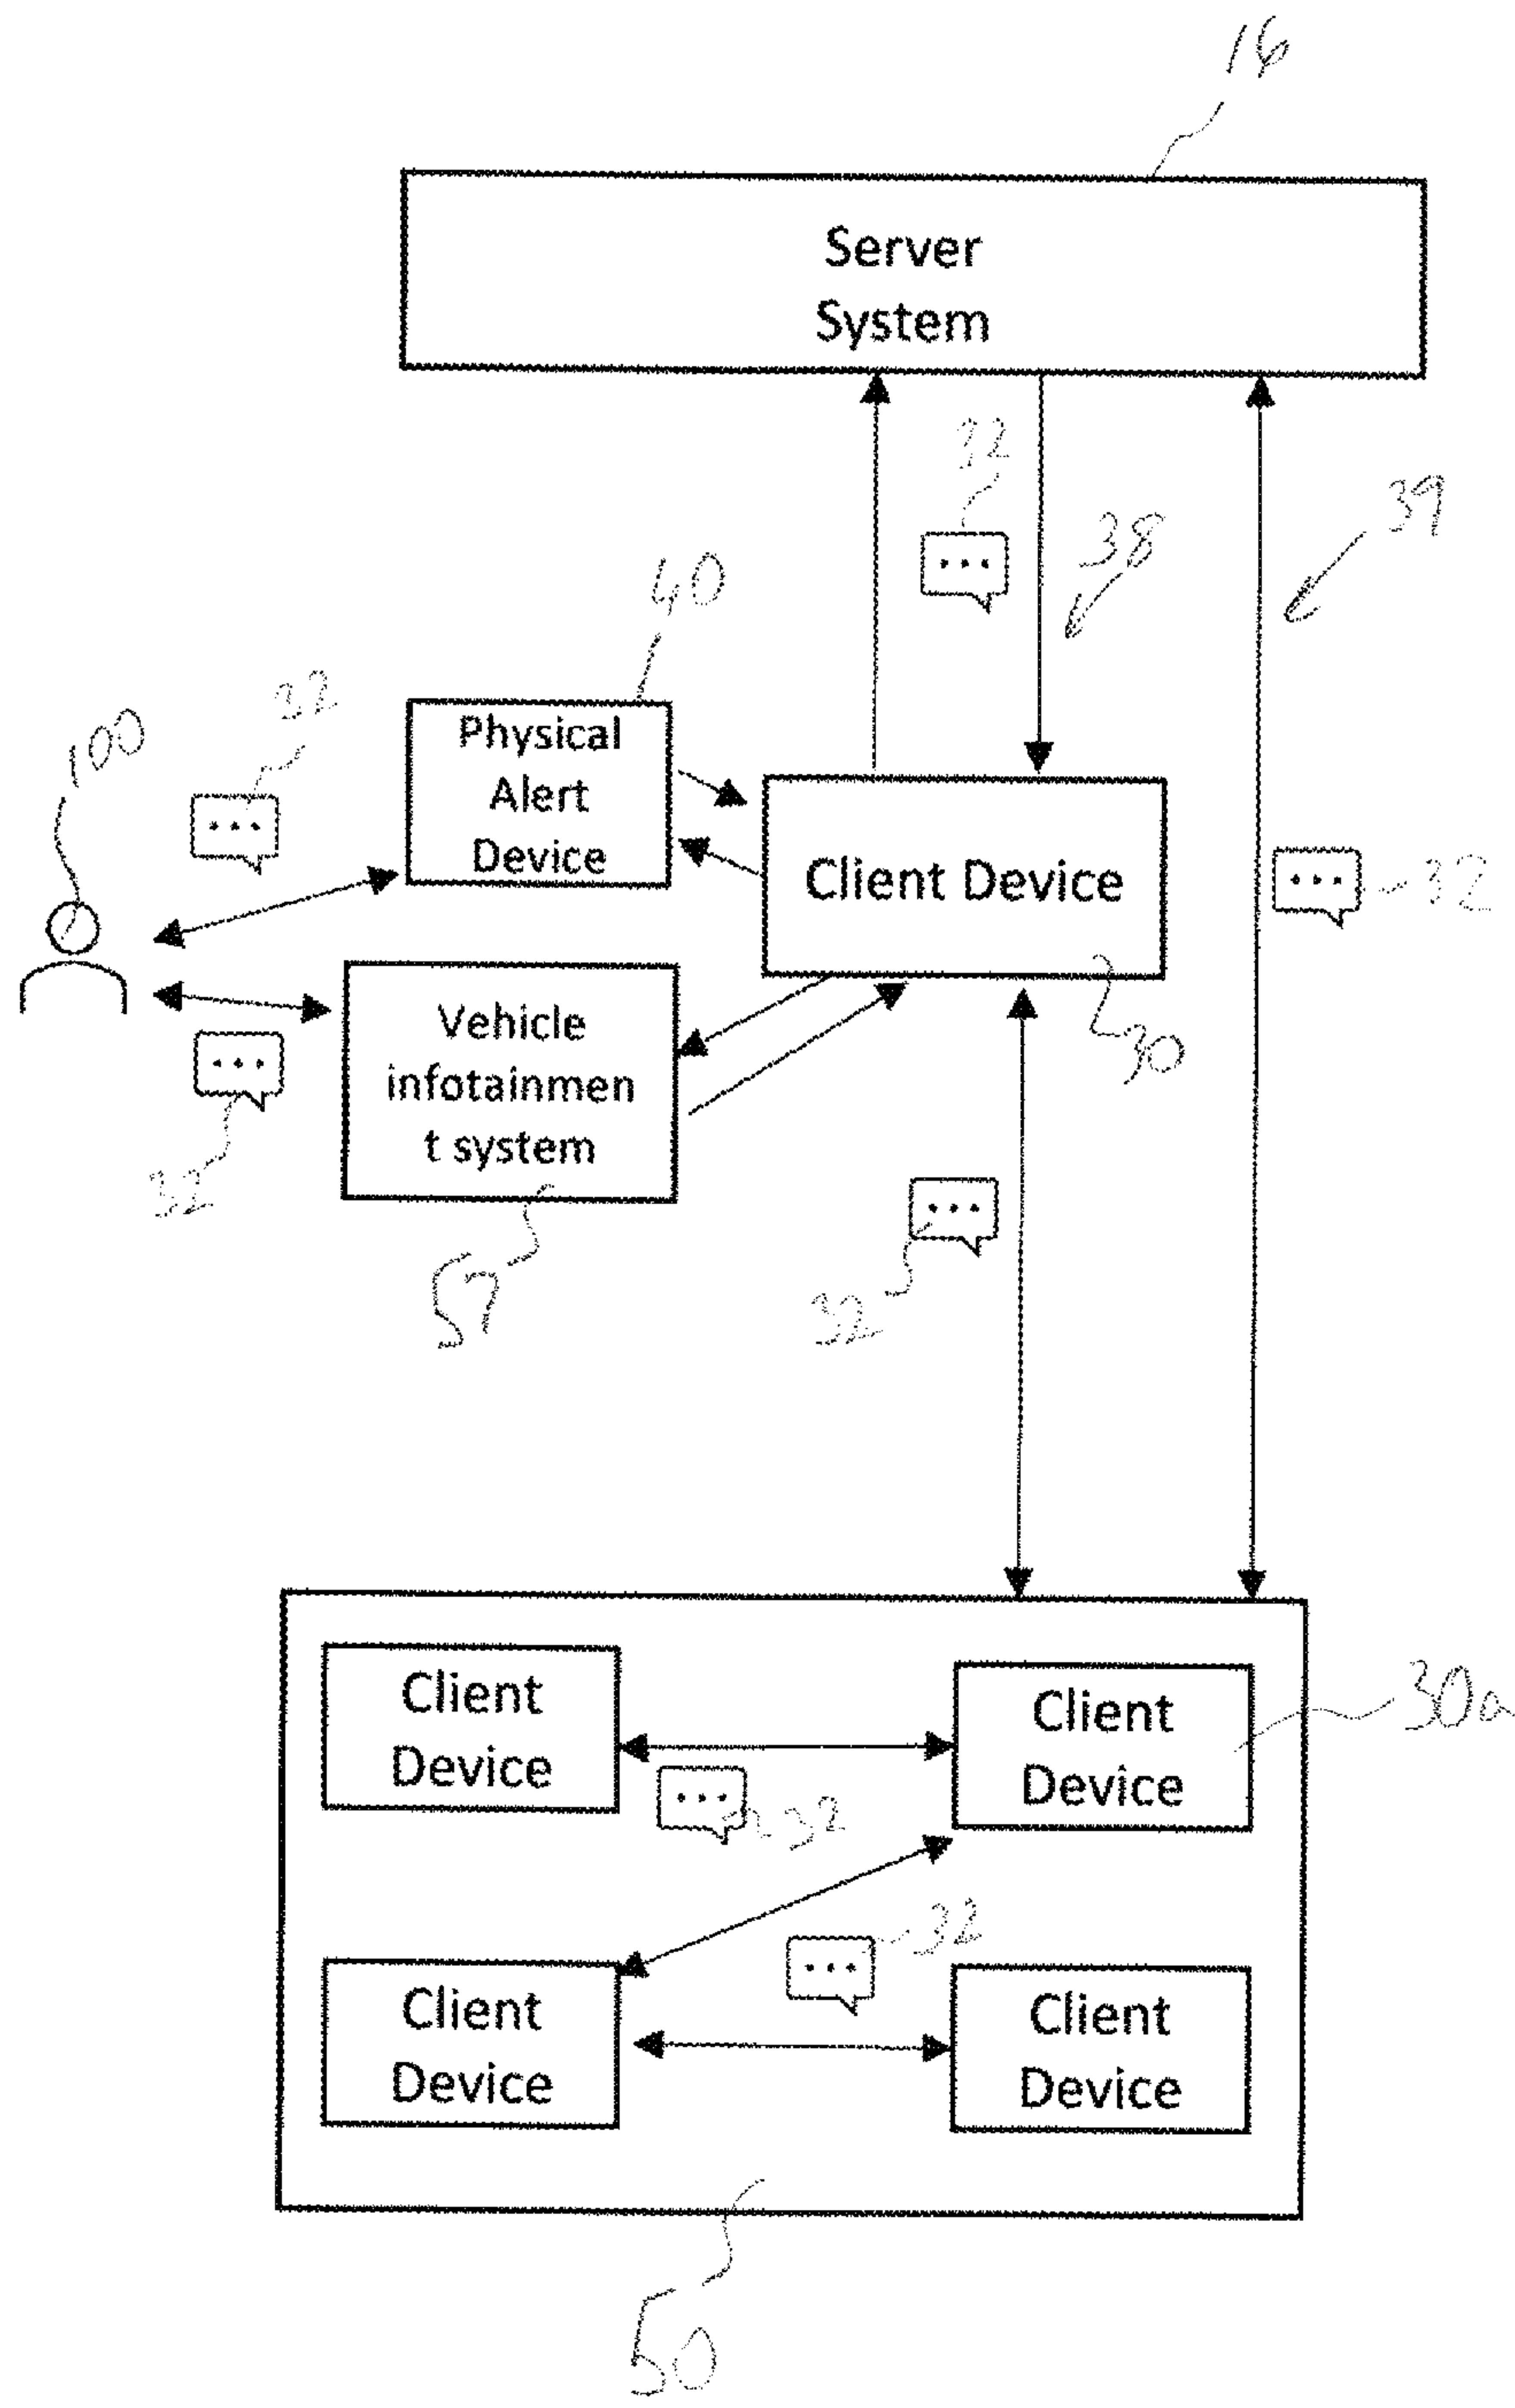 16
Server
System
32
38
39
40
32
100
Physical
Alert
Device
Client Device
32
30
Vehicle
infotainmen
t system
32
57
32
Client
Device
Client
Device
30a
32
32
Client
Device
Client
Device
50